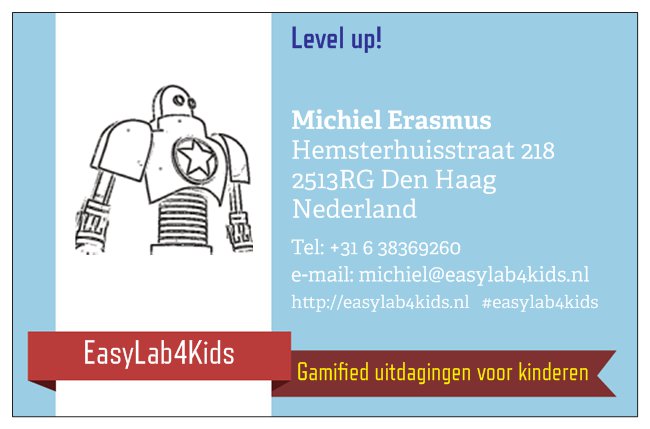 Level up!
Michiel Erasmus
Hemsterhuisstraat 218
2513RG Den Haag
Nederland
Tel: +31 6 38369260
e-mail: michiel@easylab4kids.nl
http://easylab4kids.nl #easylab4kids
EasyLab4Kids
Gamified uitdagingen voor kinderen